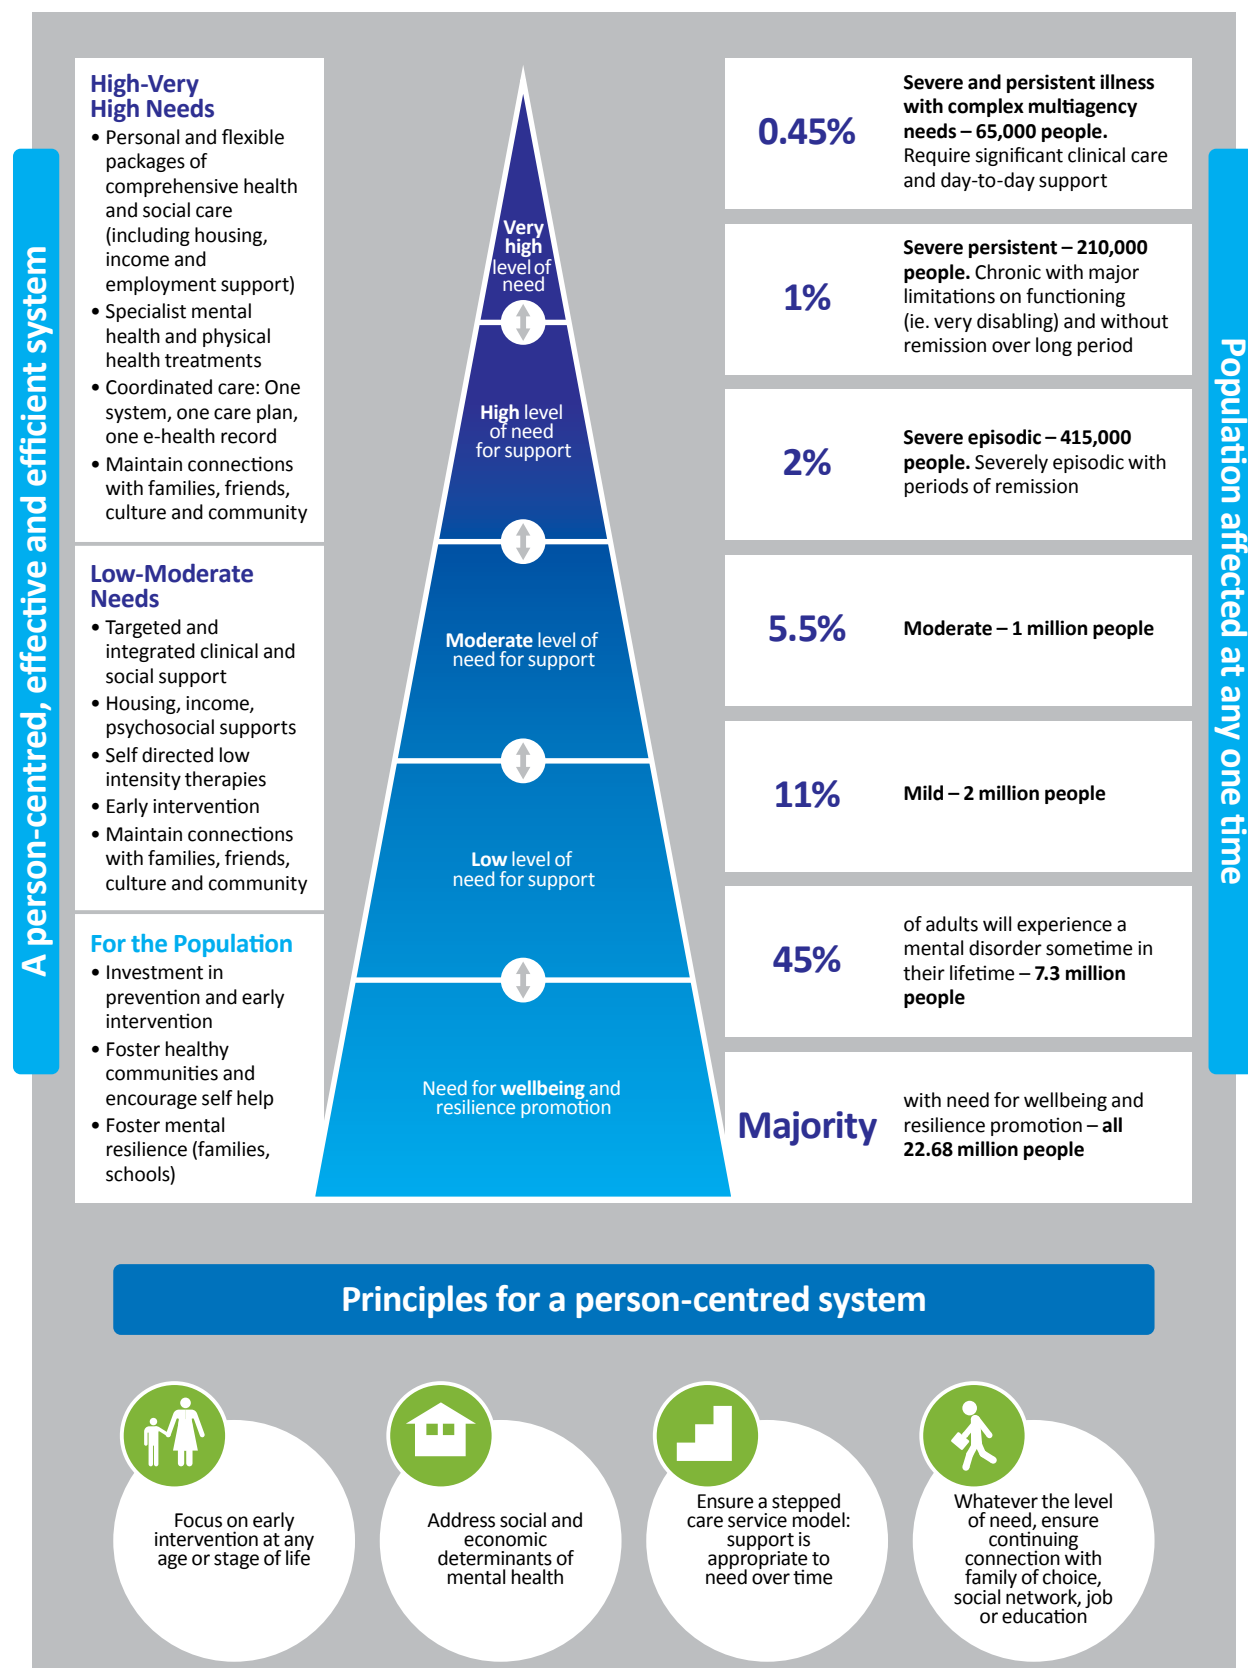 A person-centred, effective and efficient system
High-Very
High Needs
• Personal and flexible
packages of
comprehensive health
and social care
(including housing,
income and
employment support)
• Specialist mental
health and physical
health treatments
• Coordinated care: One
system, one care plan,
one e-health record
• Maintain connections
with families, friends,
culture and community
Low-Moderate
Needs
• Targeted and
integrated clinical and
social support
• Housing, income,
psychosocial supports
• Self directed low
intensity therapies
• Early intervention
• Maintain connections
with families, friends,
culture and community
For the Population
• Investment in
prevention and early
intervention
• Foster healthy
communities and
encourage self help
• Foster mental
resilience (families,
schools)
Very
high
level of
need
High level
of need
for support
Moderate level of
need for support
Low level of
need for support
Need for wellbeing and
resilience promotion
0.45%
Severe and persistent illness
with complex multiagency
needs – 65,000 people.
Require significant clinical care
and day-to-day support
1%
Severe persistent – 210,000
people. Chronic with major
limitations on functioning
(ie. very disabling) and without
remission over long period
2%
Severe episodic – 415,000
people. Severely episodic with
periods of remission
5.5%
Moderate – 1 million people
11%
Mild – 2 million people
45%
of adults will experience a
mental disorder sometime in
their lifetime – 7.3 million
people
Majority
with need for wellbeing and
resilience promotion – all
22.68 million people
Population affected at any one time
Principles for a person-centred system
Focus on early
intervention at any
age or stage of life
Address social and
economic
determinants of
mental health
Ensure a stepped
care service model:
support is
appropriate to
need over time
Whatever the level
of need, ensure
continuing
connection with
family of choice,
social network, job
or education